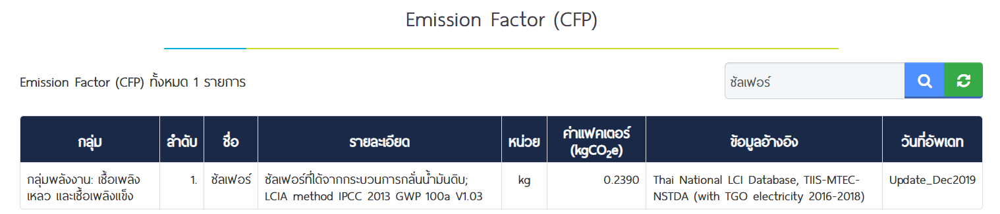 Emission Factor (CFP)
Emission Factor (CFP) ทั้งหมด 1 รายการ
ซัลเฟอร์
กลุ่ม ลำดับ ชื่อ รายละเอียด หน่วย ค่าแฟคเตอร์ (kgCO₂e) ข้อมูลอ้างอิง วันที่อัพเดท
กลุ่มพลังงาน: เชื้อเพลิง 1. ซัลเฟอร์ ซัลเฟอร์ที่ได้จากกระบวนการกลั่นน้ำมันดิบ; kg 0.2390 Thai National LCI Database, TIIS-MTEC- Update_Dec2019
เหลว และเชื้อเพลิงแข็ง LCIA method IPCC 2013 GWP 100a V1.03 NSTDA (with TGO electricity 2016-2018)